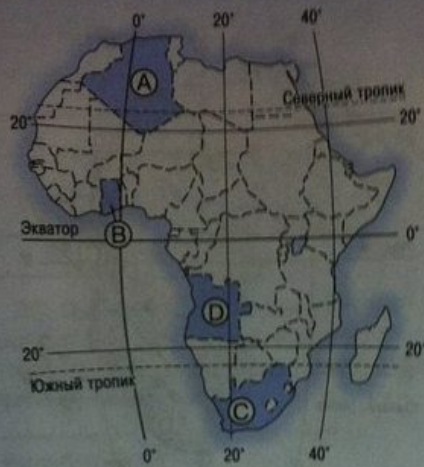 0° 20° 40°
A
Северный тропик
20° 20°
Экватор
B
0°
D
20° 20°
Южный тропик
C
0° 20° 40°